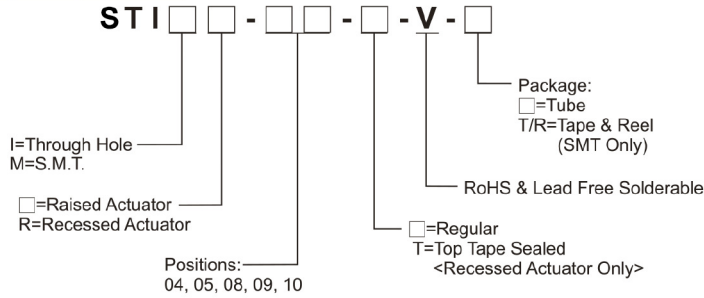 STI□□-□□-□-V-□
Package:
□=Tube
T/R=Tape & Reel
(SMT Only)
I=Through Hole
M=S.M.T.
RoHS & Lead Free Solderable
□=Raised Actuator
R=Recessed Actuator
□=Regular
T=Top Tape Sealed
<Recessed Actuator Only>
Positions:
04, 05, 08, 09, 10